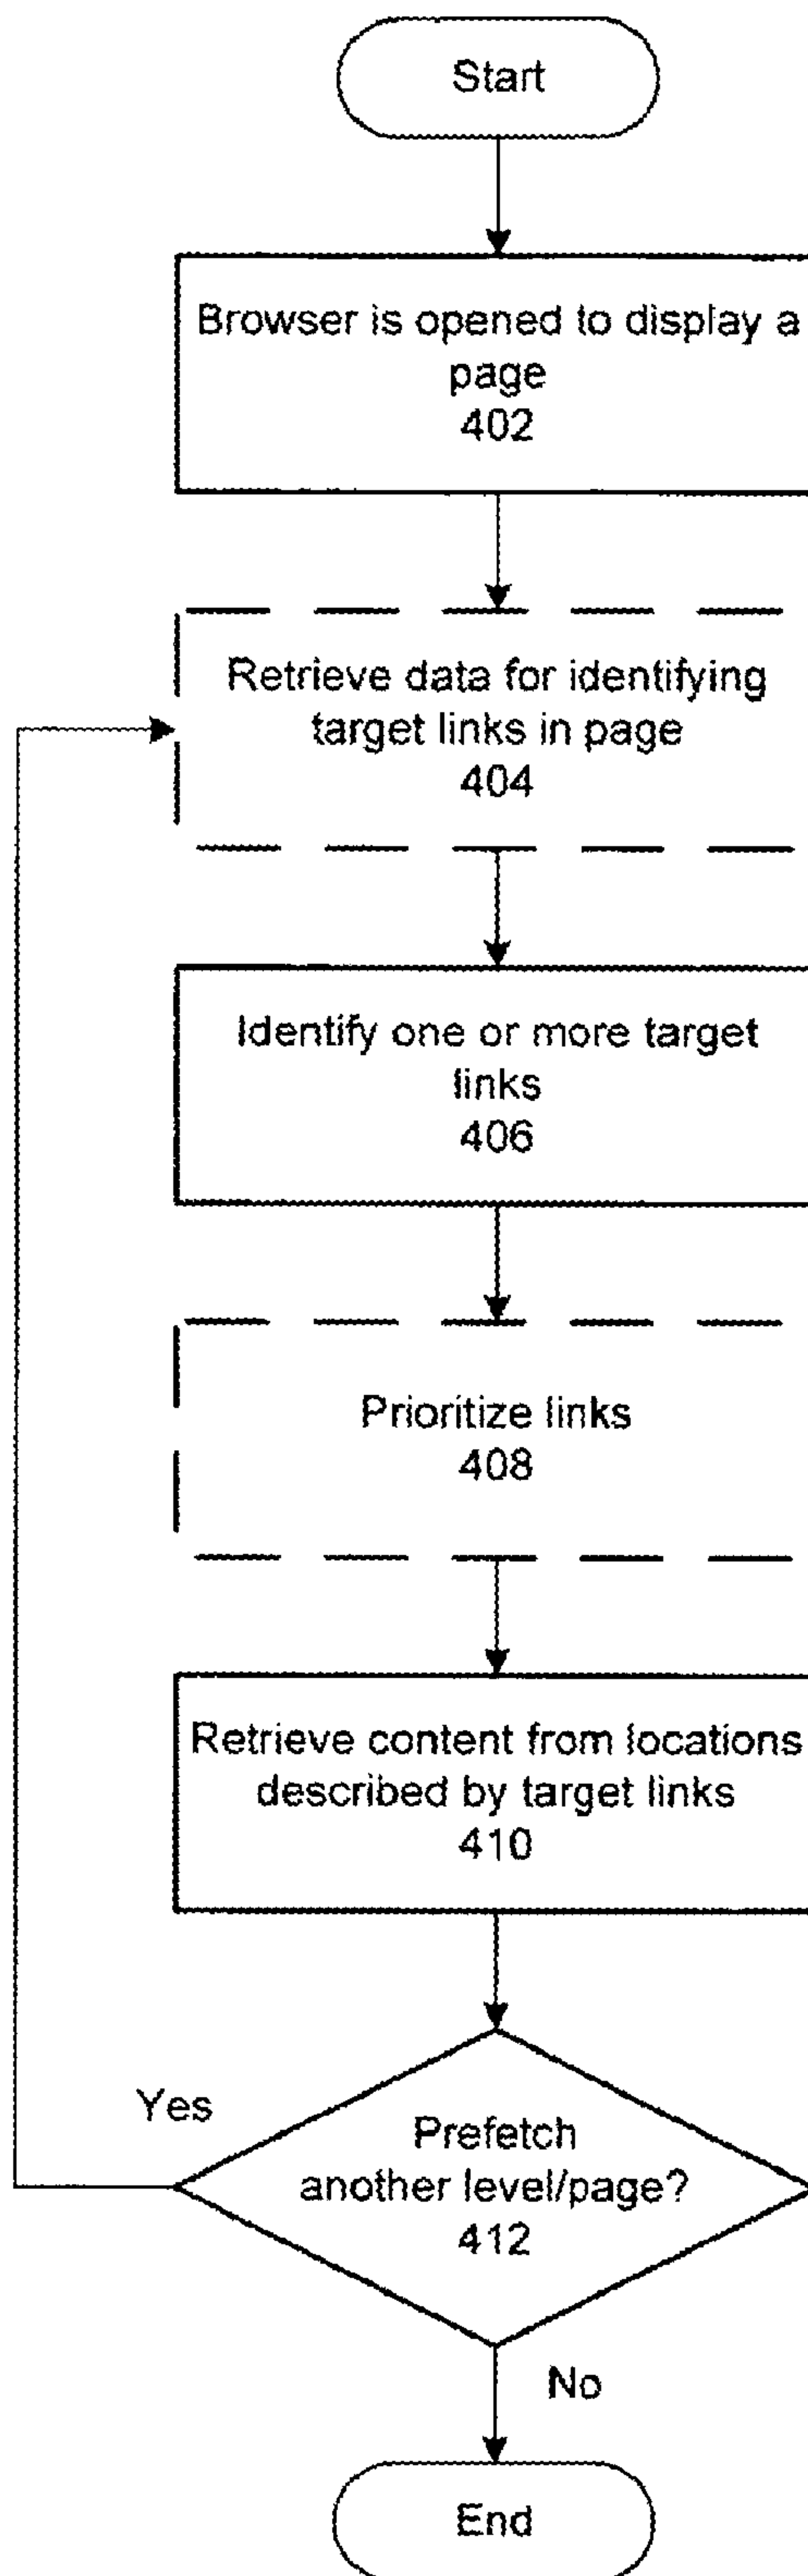 Start
Browser is opened to display a
page
402
Retrieve data for identifying
target links in page
404
Identify one or more target
links
406
Prioritize links
408
Retrieve content from locations
described by target links
410
Yes
Prefetch
another level/page?
412
No
End